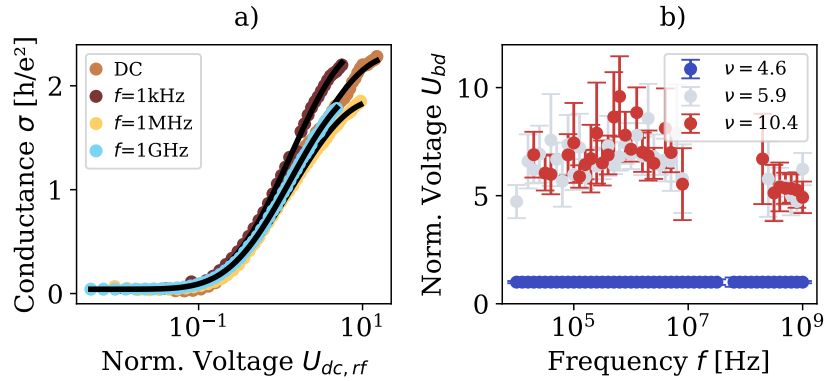 a)
Conductance σ [h/e²]
2
1
0
DC
f=1kHz
f=1MHz
f=1GHz
10⁻¹
10¹
Norm. Voltage U_dc,rf
b)
Norm. Voltage U_bd
10
5
0
ν = 4.6
ν = 5.9
ν = 10.4
10⁵
10⁷
10⁹
Frequency f [Hz]